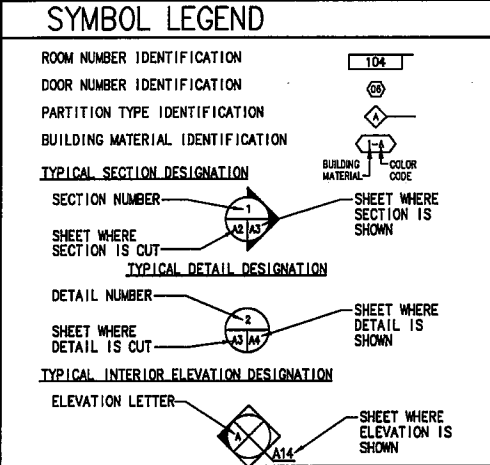 SYMBOL LEGEND
ROOM NUMBER IDENTIFICATION
104
DOOR NUMBER IDENTIFICATION
06
PARTITION TYPE IDENTIFICATION
A
BUILDING MATERIAL IDENTIFICATION
1-A
BUILDING MATERIAL
COLOR CODE
TYPICAL SECTION DESIGNATION
SECTION NUMBER
1
A2 A3
SHEET WHERE
SECTION IS
SHOWN
SHEET WHERE
SECTION IS CUT
TYPICAL DETAIL DESIGNATION
DETAIL NUMBER
2
A3 A4
SHEET WHERE
DETAIL IS
SHOWN
SHEET WHERE
DETAIL IS CUT
TYPICAL INTERIOR ELEVATION DESIGNATION
ELEVATION LETTER
A
A14
SHEET WHERE
ELEVATION IS
SHOWN